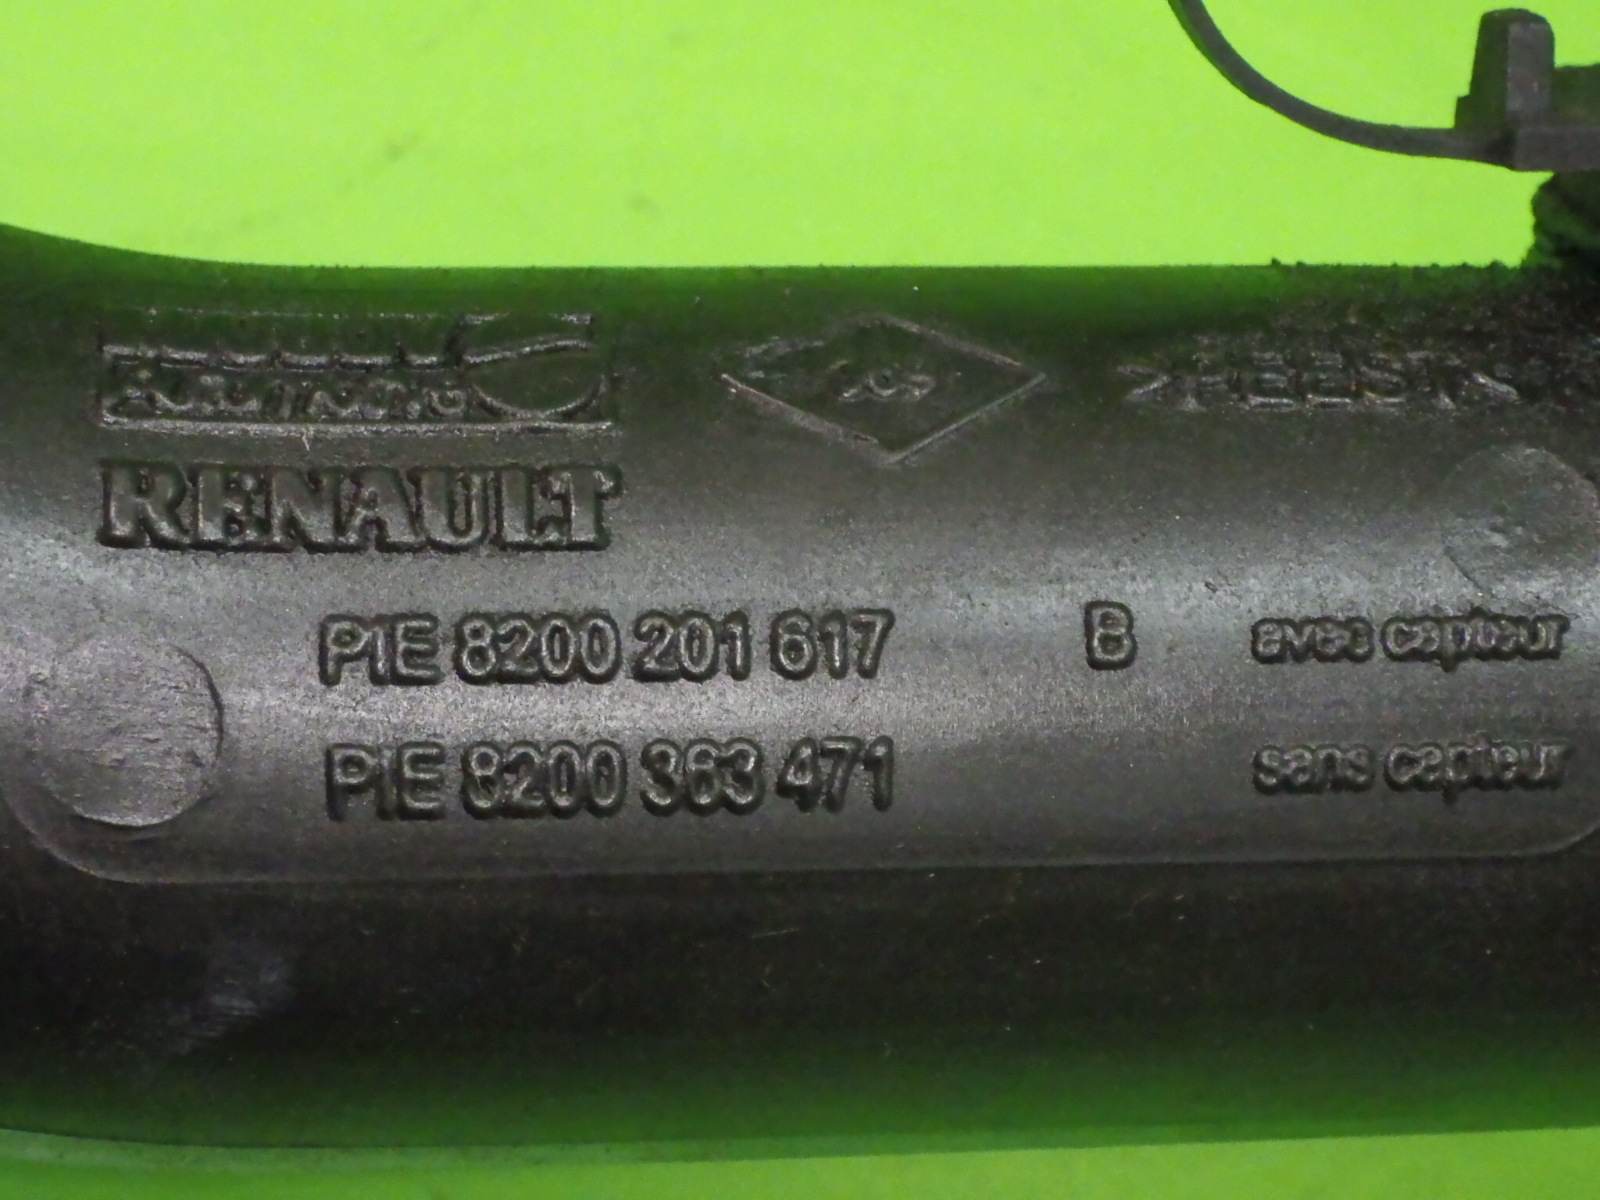 RENAULT
PIE 8200 201 617 B avec capteur
PIE 8200 363 471 sans capteur